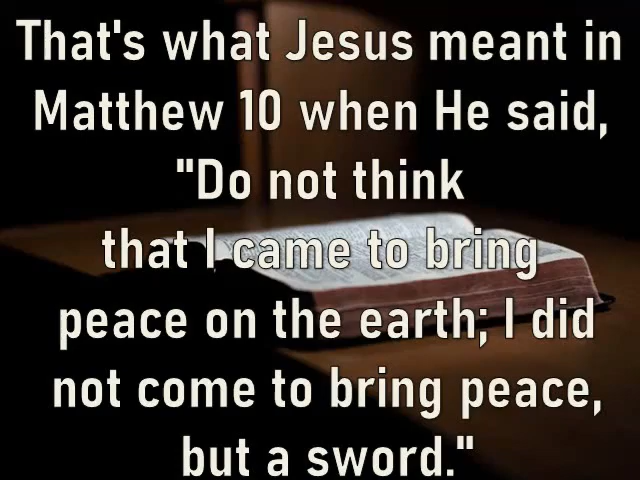 That's what Jesus meant in
Matthew 10 when He said,
"Do not think
that I came to bring
peace on the earth; I did
not come to bring peace,
but a sword."